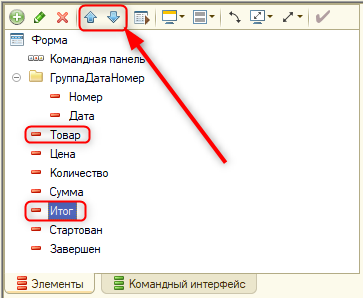 Форма
Командная панель
ГруппаДатаНомер
Номер
Дата
Товар
Цена
Количество
Сумма
Итог
Стартован
Завершен
Элементы Командный интерфейс